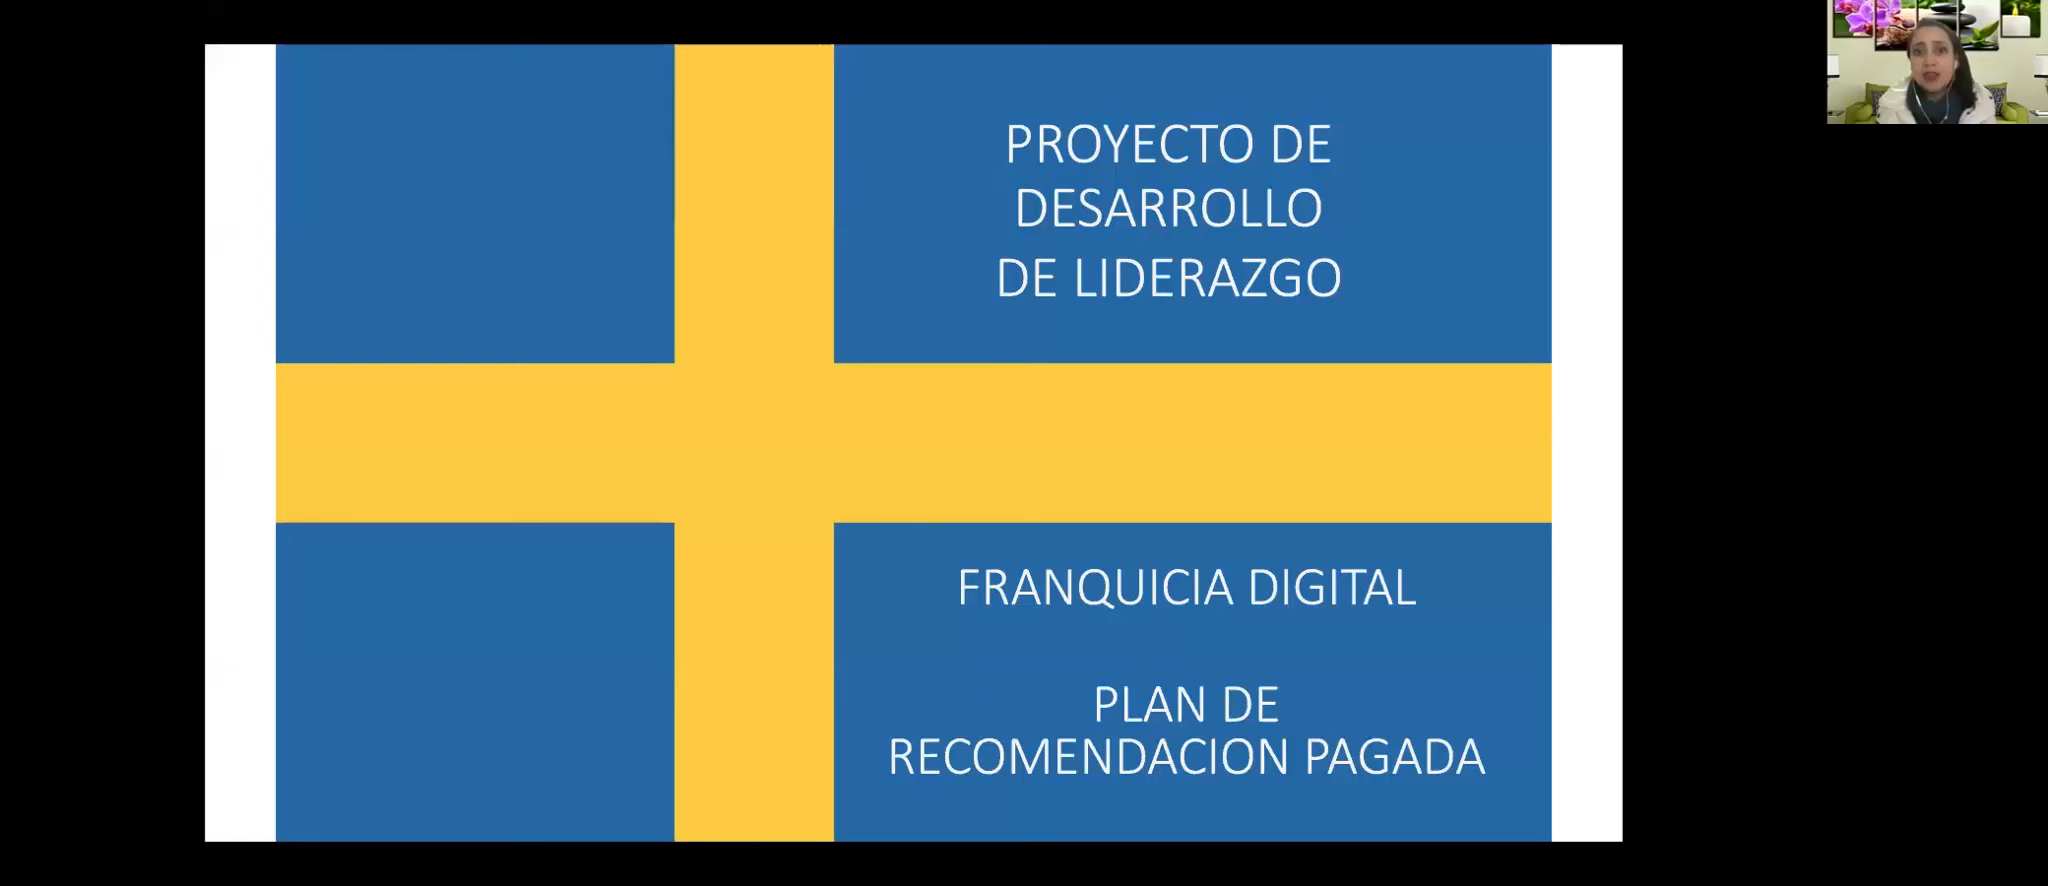 PROYECTO DE
DESARROLLO
DE LIDERAZGO
FRANQUICIA DIGITAL
PLAN DE
RECOMENDACION PAGADA